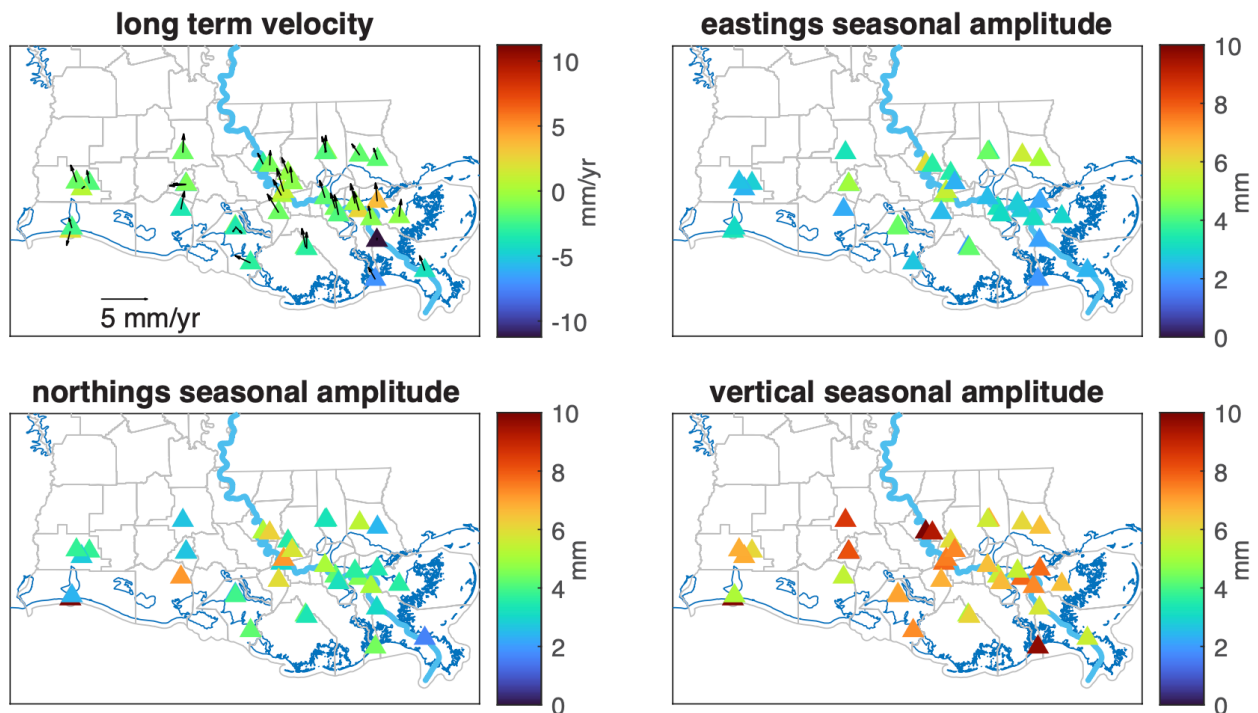 long term velocity
10
5
0
-5
-10
mm/yr
5 mm/yr
eastings seasonal amplitude
10
8
6
4
2
0
mm
northings seasonal amplitude
10
8
6
4
2
0
mm
vertical seasonal amplitude
10
8
6
4
2
0
mm